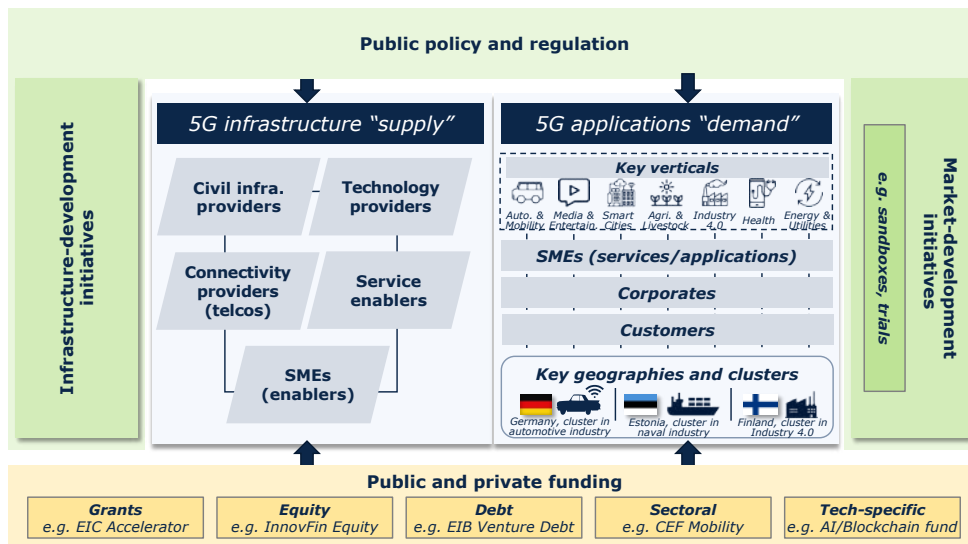 Public policy and regulation
Infrastructure-development
initiatives
5G infrastructure “supply”
Civil infra.
providers
Technology
providers
Connectivity
providers
(telcos)
Service
enablers
SMEs
(enablers)
5G applications “demand”
Key verticals
Auto. &
Mobility
Media &
Entertain.
Smart
Cities
Agri. &
Livestock
Industry
4.0
Health
Energy &
Utilities
SMEs (services/applications)
Corporates
Customers
Key geographies and clusters
Germany, cluster in
automotive industry
Estonia, cluster in
naval industry
Finland, cluster in
Industry 4.0
e.g. sandboxes, trials
Market-development
initiatives
Public and private funding
Grants
e.g. EIC Accelerator
Equity
e.g. InnovFin Equity
Debt
e.g. EIB Venture Debt
Sectoral
e.g. CEF Mobility
Tech-specific
e.g. AI/Blockchain fund